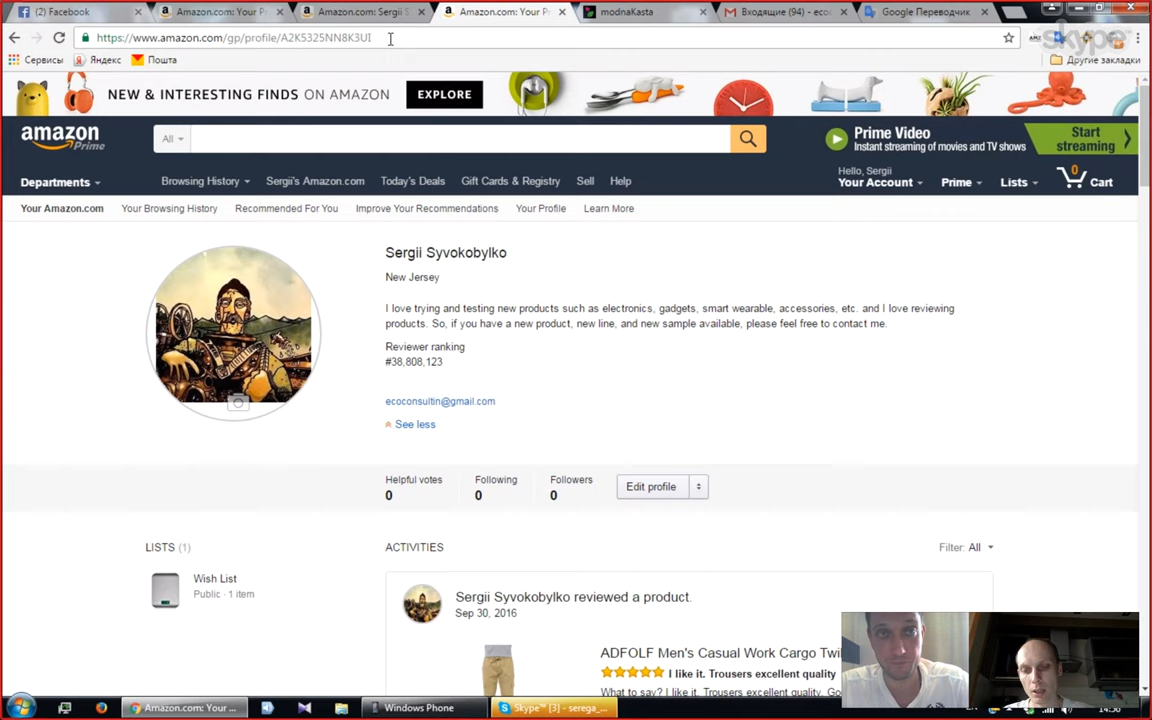 (2) Facebook
Amazon.com: Your P
Amazon.com: Sergii S
Amazon.com: Your Pr
modnaKasta
Входящие (94) - eco
Google Переводчик
https://www.amazon.com/gp/profile/A2K5325NN8K3UI
skype
Сервисы
Яндекс
Почта
Другие закладки
NEW & INTERESTING FINDS ON AMAZON
EXPLORE
amazon
Prime
All
Prime Video
Instant streaming of movies and TV shows
Start
streaming
Departments
Browsing History
Sergii's Amazon.com
Today's Deals
Gift Cards & Registry
Sell
Help
Hello, Sergii
Your Account
Prime
Lists
0
Cart
Your Amazon.com
Your Browsing History
Recommended For You
Improve Your Recommendations
Your Profile
Learn More
Sergii Syvokobylko
New Jersey
I love trying and testing new products such as electronics, gadgets, smart wearable, accessories, etc. and I love reviewing
products. So, if you have a new product, new line, and new sample available, please feel free to contact me.
Reviewer ranking
#38,808,123
ecoconsultin@gmail.com
See less
Helpful votes
0
Following
0
Followers
0
Edit profile
LISTS (1)
Wish List
Public · 1 item
ACTIVITIES
Filter: All
Sergii Syvokobylko reviewed a product.
Sep 30, 2016
ADFOLF Men's Casual Work Cargo Twi
I like it. Trousers excellent quality
What to say? I like it. Trousers excellent quality. Go
Amazon.com: Your ...
Windows Phone
Skype™ [3] - serega_...
14:56